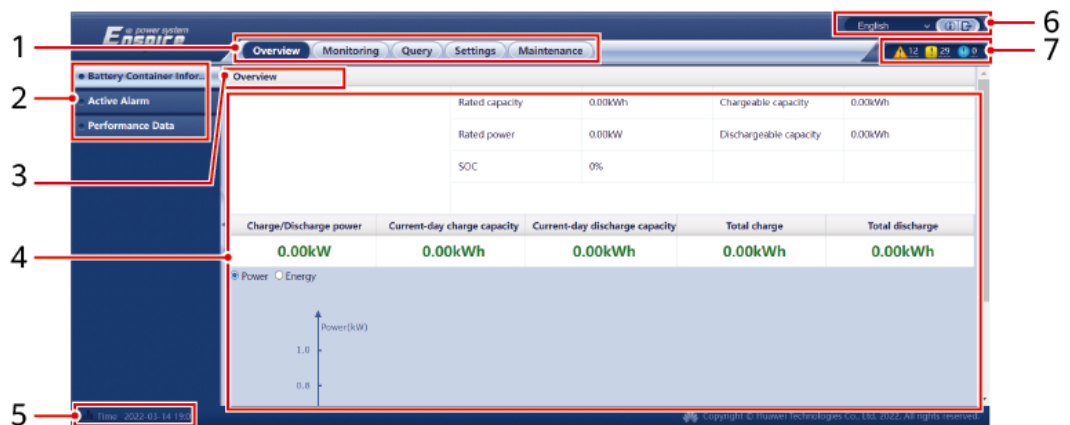 English
6
power system
Enspire
1
Overview Monitoring Query Settings Maintenance
12 29 0
7
Battery Container Infor...
Overview
2
Active Alarm
Rated capacity 0.00kWh Chargeable capacity 0.00kWh
Performance Data
Rated power 0.00kW Dischargeable capacity 0.00kWh
3
SOC 0%
Charge/Discharge power Current-day charge capacity Current-day discharge capacity Total charge Total discharge
4
0.00kW 0.00kWh 0.00kWh 0.00kWh 0.00kWh
Power Energy
Power(kW)
1.0
0.8
5
Time 2022-03-14 19:0
Copyright © Huawei Technologies Co., Ltd. 2022. All rights reserved.